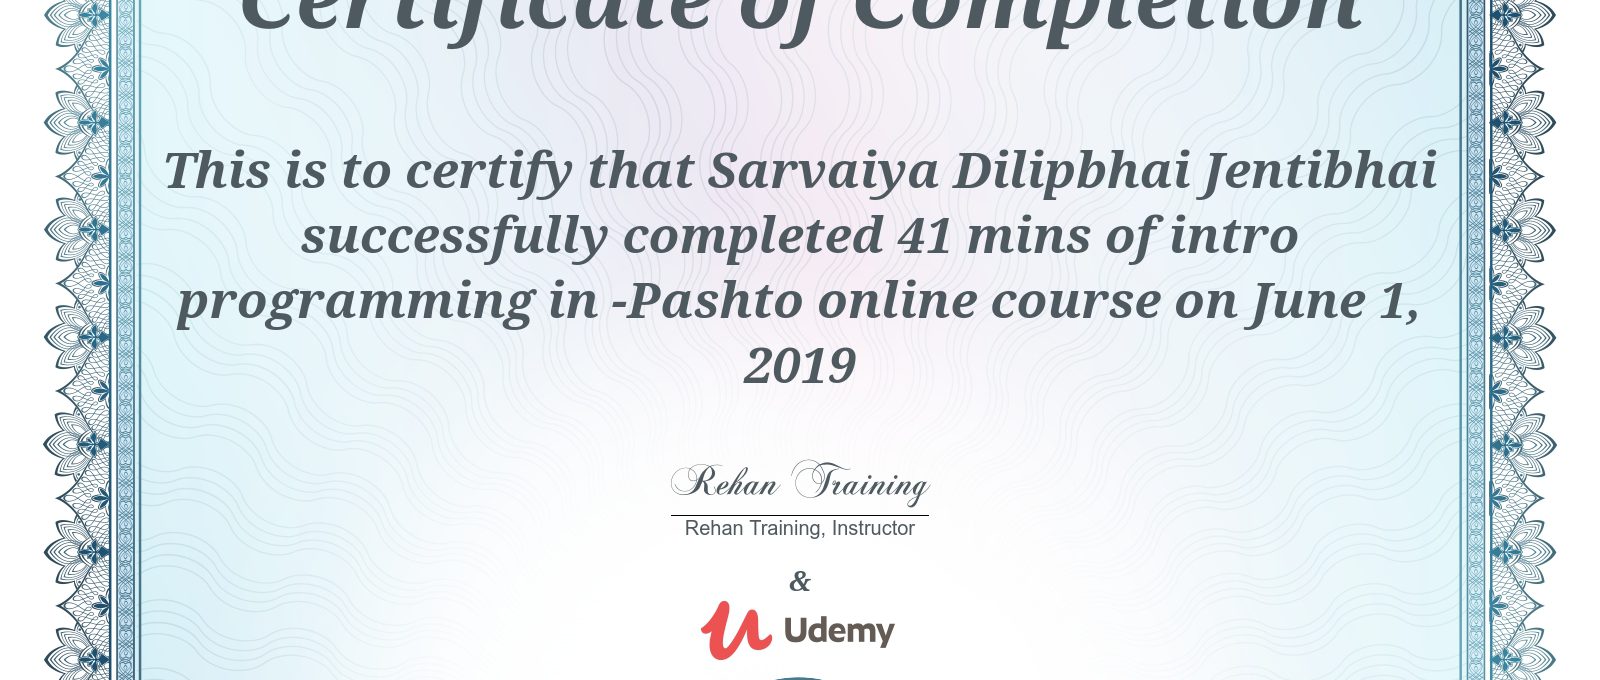 Certificate of Completion
This is to certify that Sarvaiya Dilipbhai Jentibhai
successfully completed 41 mins of intro
programming in -Pashto online course on June 1,
2019
Rehan Training
Rehan Training, Instructor
&
Udemy